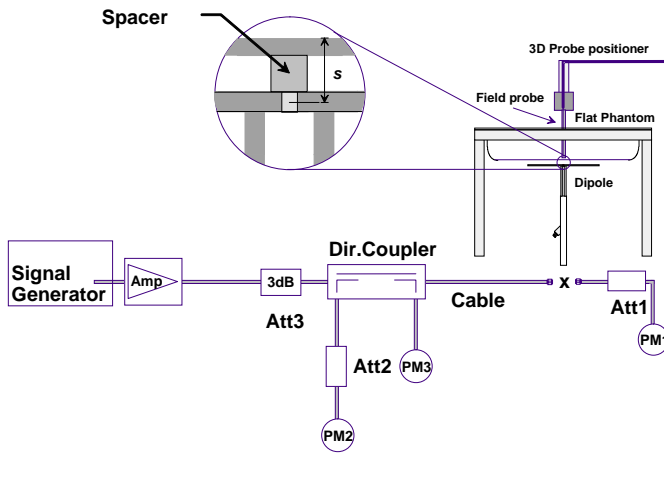 Spacer
s
3D Probe positioner
Field probe
Flat Phantom
Dipole
Signal
Generator
Amp
3dB
Att3
Dir.Coupler
Cable
x
Att1
PM1
Att2
PM3
PM2